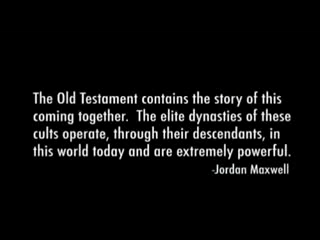 The Old Testament contains the story of this
coming together.  The elite dynasties of these
cults operate, through their descendants, in
this world today and are extremely powerful.
-Jordan Maxwell